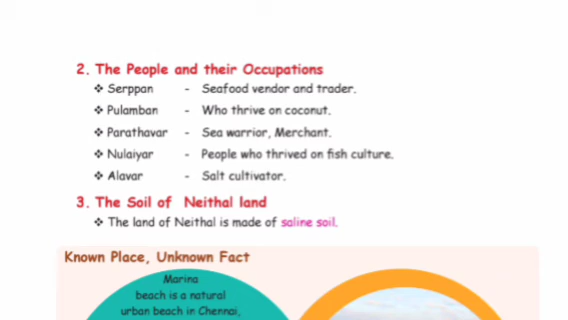 2. The People and their Occupations
❖ Serppan - Seafood vendor and trader.
❖ Pulamban - Who thrive on coconut.
❖ Parathavar - Sea warrior, Merchant.
❖ Nulaiyar - People who thrived on fish culture.
❖ Alavar - Salt cultivator.
3. The Soil of Neithal land
❖ The land of Neithal is made of saline soil.
Known Place, Unknown Fact
Marina
beach is a natural
urban beach in Chennai,